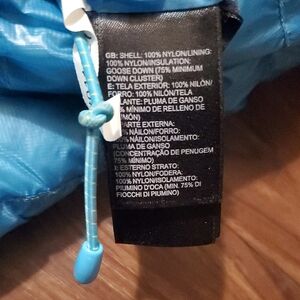 GB: SHELL: 100% NYLON/LINING:
100% NYLON/INSULATION:
GOOSE DOWN (75% MINIMUM
DOWN CLUSTER)
E: TELA EXTERIOR: 100% NILÓN/
FORRO: 100% NILÓN/TELA
LANTE: PLUMA DE GANSO
% MÍNIMO DE RELLENO DE
MÓN)
PARTE EXTERNA:
% NÁILON/FORRO:
% NÁILON/ISOLAMENTO:
PLUMA DE GANSO
(CONCENTRAÇÃO DE PENUGEM
75% MÍNIMO)
I: ESTERNO STRATO:
100% NYLON/FODERA:
100% NYLON/ISOLAMENTO:
PIUMINO D'OCA (MIN. 75% DI
FIOCCHI DI PIUMINO)